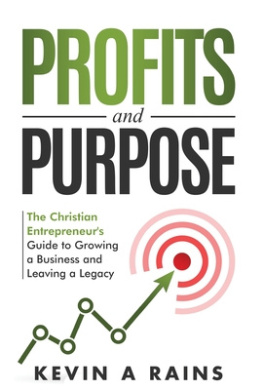 PROFITS
and
PURPOSE
The Christian
Entrepreneur's
Guide to Growing
a Business and
Leaving a Legacy
KEVIN A RAINS